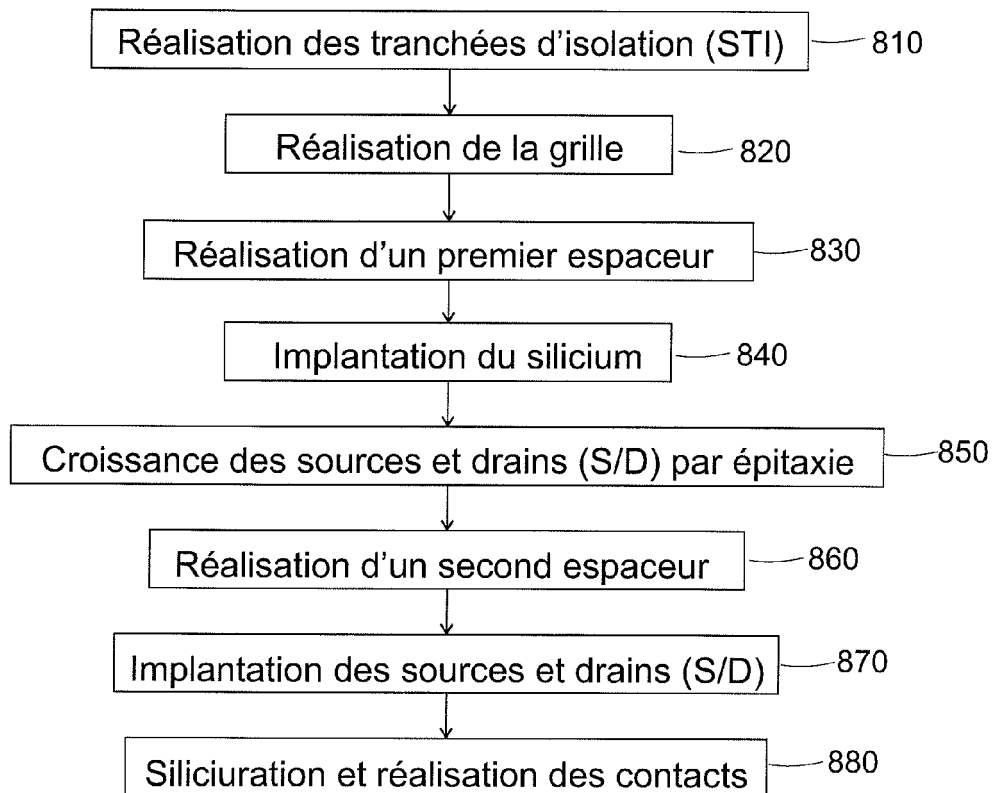 Réalisation des tranchées d'isolation (STI) 810
Réalisation de la grille 820
Réalisation d'un premier espaceur 830
Implantation du silicium 840
Croissance des sources et drains (S/D) par épitaxie 850
Réalisation d'un second espaceur 860
Implantation des sources et drains (S/D) 870
Siliciuration et réalisation des contacts 880